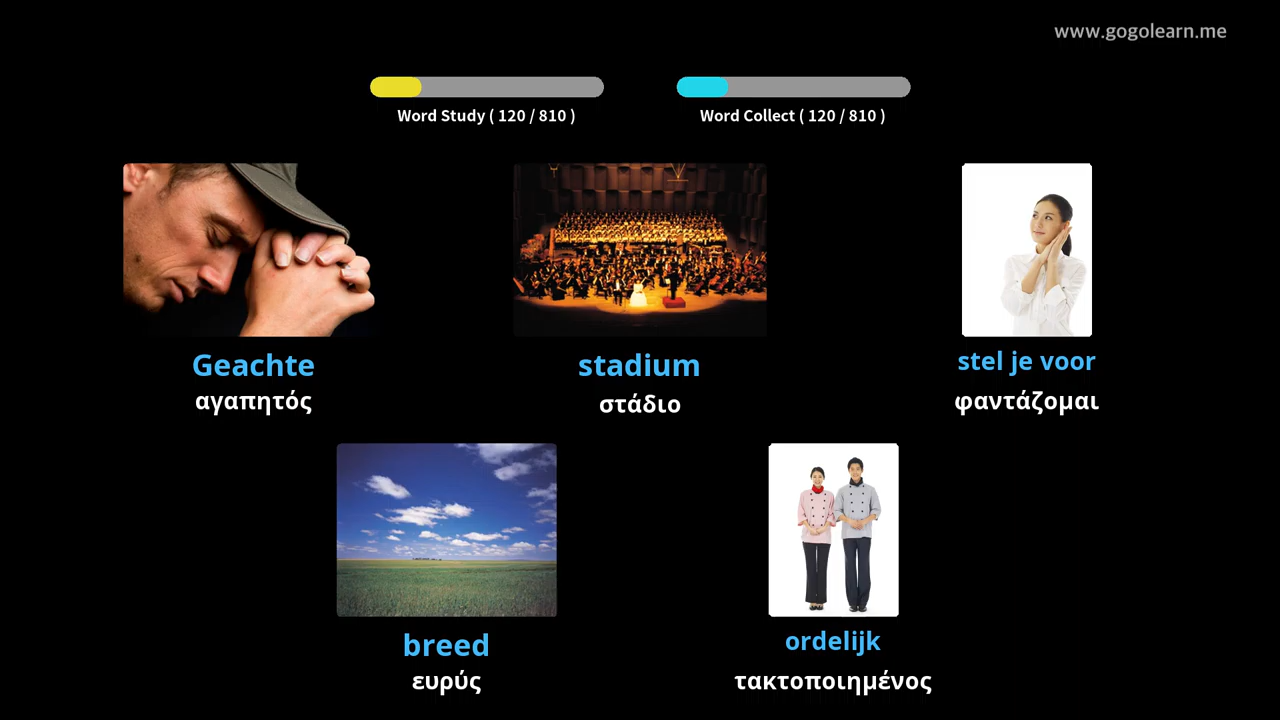 www.gogolearn.me
Word Study ( 120 / 810 )
Word Collect ( 120 / 810 )
Geachte
αγαπητός
stadium
στάδιο
stel je voor
φαντάζομαι
breed
ευρύς
ordelijk
τακτοποιημένος